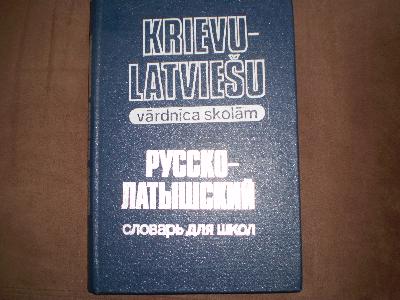 KRIEVU-
LATVIEŠU
vārdnīca skolām
РУССКО-
ЛАТЫШСКИЙ
словарь для школ